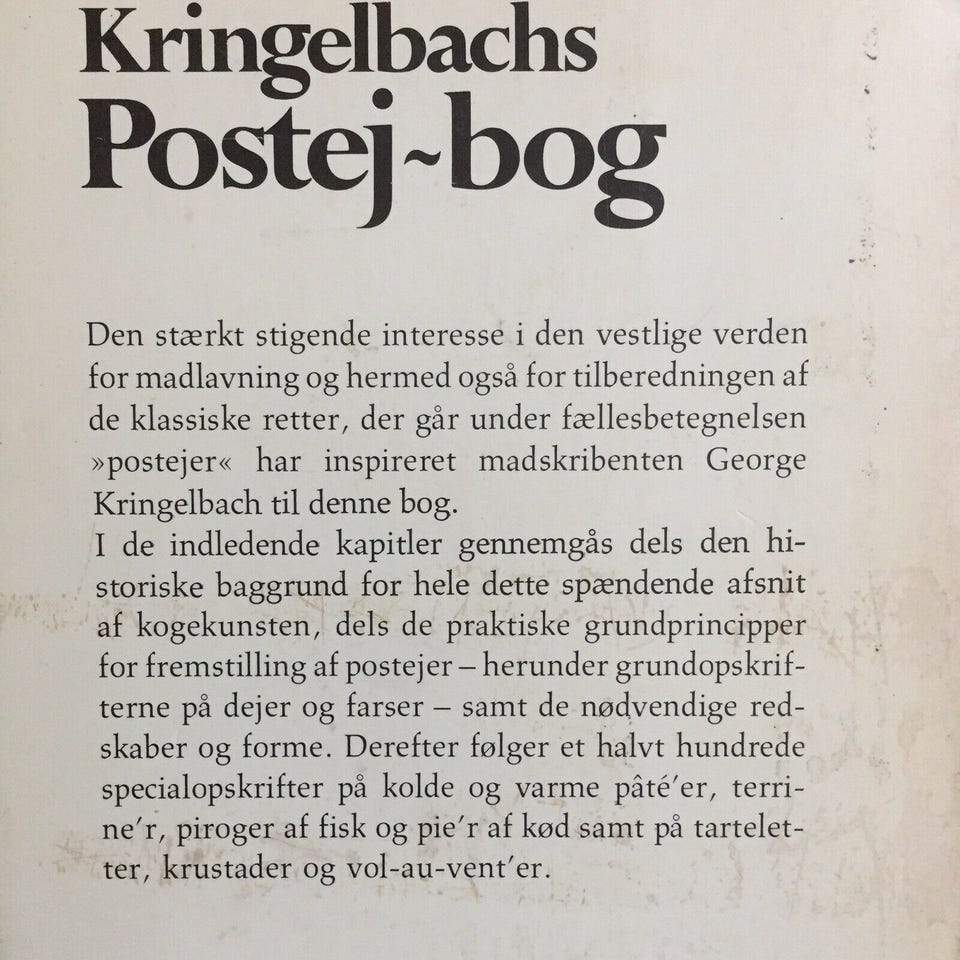 Kringelbachs
Postej~bog
Den stærkt stigende interesse i den vestlige verden
for madlavning og hermed også for tilberedningen af
de klassiske retter, der går under fællesbetegnelsen
»postejer« har inspireret madskribenten George
Kringelbach til denne bog.
I de indledende kapitler gennemgås dels den hi-
storiske baggrund for hele dette spændende afsnit
af kogekunsten, dels de praktiske grundprincipper
for fremstilling af postejer – herunder grundopskrif-
terne på dejer og farser – samt de nødvendige red-
skaber og forme. Derefter følger et halvt hundrede
specialopskrifter på kolde og varme pâté'er, terri-
ne'r, piroger af fisk og pie'r af kød samt på tartelet-
ter, krustader og vol-au-vent'er.